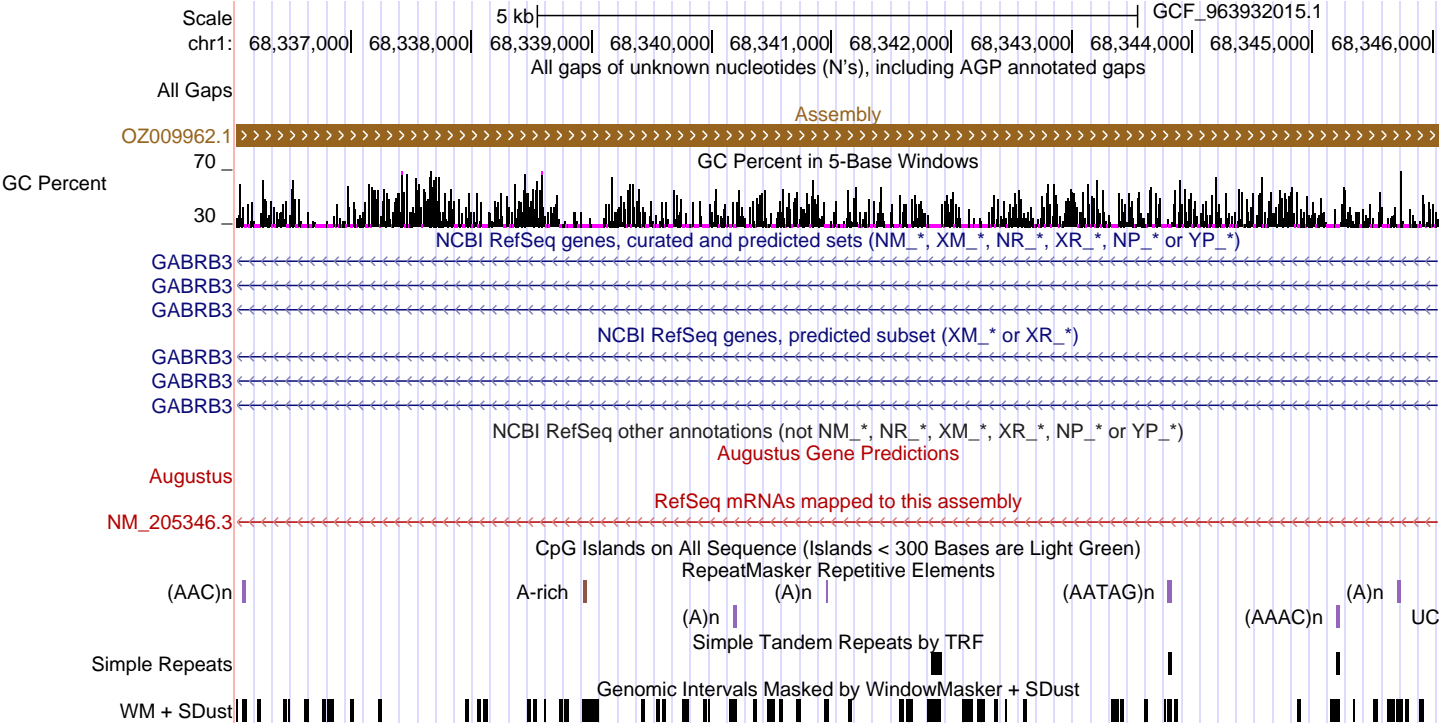 Scale 5 kb GCF_963932015.1
chr1: 68,337,000 68,338,000 68,339,000 68,340,000 68,341,000 68,342,000 68,343,000 68,344,000 68,345,000 68,346,000
All gaps of unknown nucleotides (N's), including AGP annotated gaps
All Gaps
Assembly
OZ009962.1
70 _ GC Percent in 5-Base Windows
GC Percent
30 _
NCBI RefSeq genes, curated and predicted sets (NM_*, XM_*, NR_*, XR_*, NP_* or YP_*)
GABRB3
GABRB3
GABRB3
NCBI RefSeq genes, predicted subset (XM_* or XR_*)
GABRB3
GABRB3
GABRB3
NCBI RefSeq other annotations (not NM_*, NR_*, XM_*, XR_*, NP_* or YP_*)
Augustus Gene Predictions
Augustus
RefSeq mRNAs mapped to this assembly
NM_205346.3
CpG Islands on All Sequence (Islands < 300 Bases are Light Green)
RepeatMasker Repetitive Elements
(AAC)n A-rich (A)n (AATAG)n (A)n
(A)n (AAAC)n UC
Simple Tandem Repeats by TRF
Simple Repeats
Genomic Intervals Masked by WindowMasker + SDust
WM + SDust